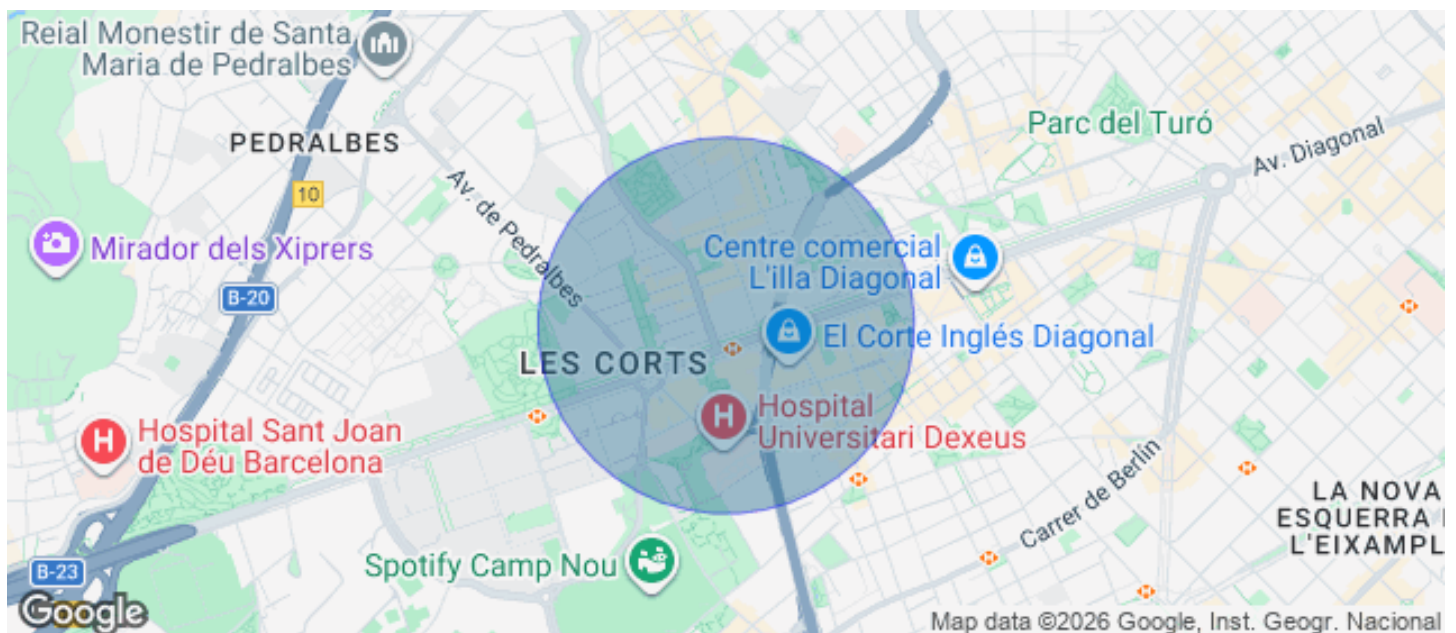 Reial Monestir de Santa
Maria de Pedralbes
PEDRALBES
10
Av. de Pedralbes
Parc del Turó
Av. Diagonal
Mirador dels Xiprers
B-20
Centre comercial
L'illa Diagonal
El Corte Inglés Diagonal
LES CORTS
H
Hospital Sant Joan
de Déu Barcelona
H
Hospital
Universitari Dexeus
Carrer de Berlín
LA NOVA
ESQUERRA
L'EIXAMPL
Spotify Camp Nou
B-23
Google
Map data ©2026 Google, Inst. Geogr. Nacional